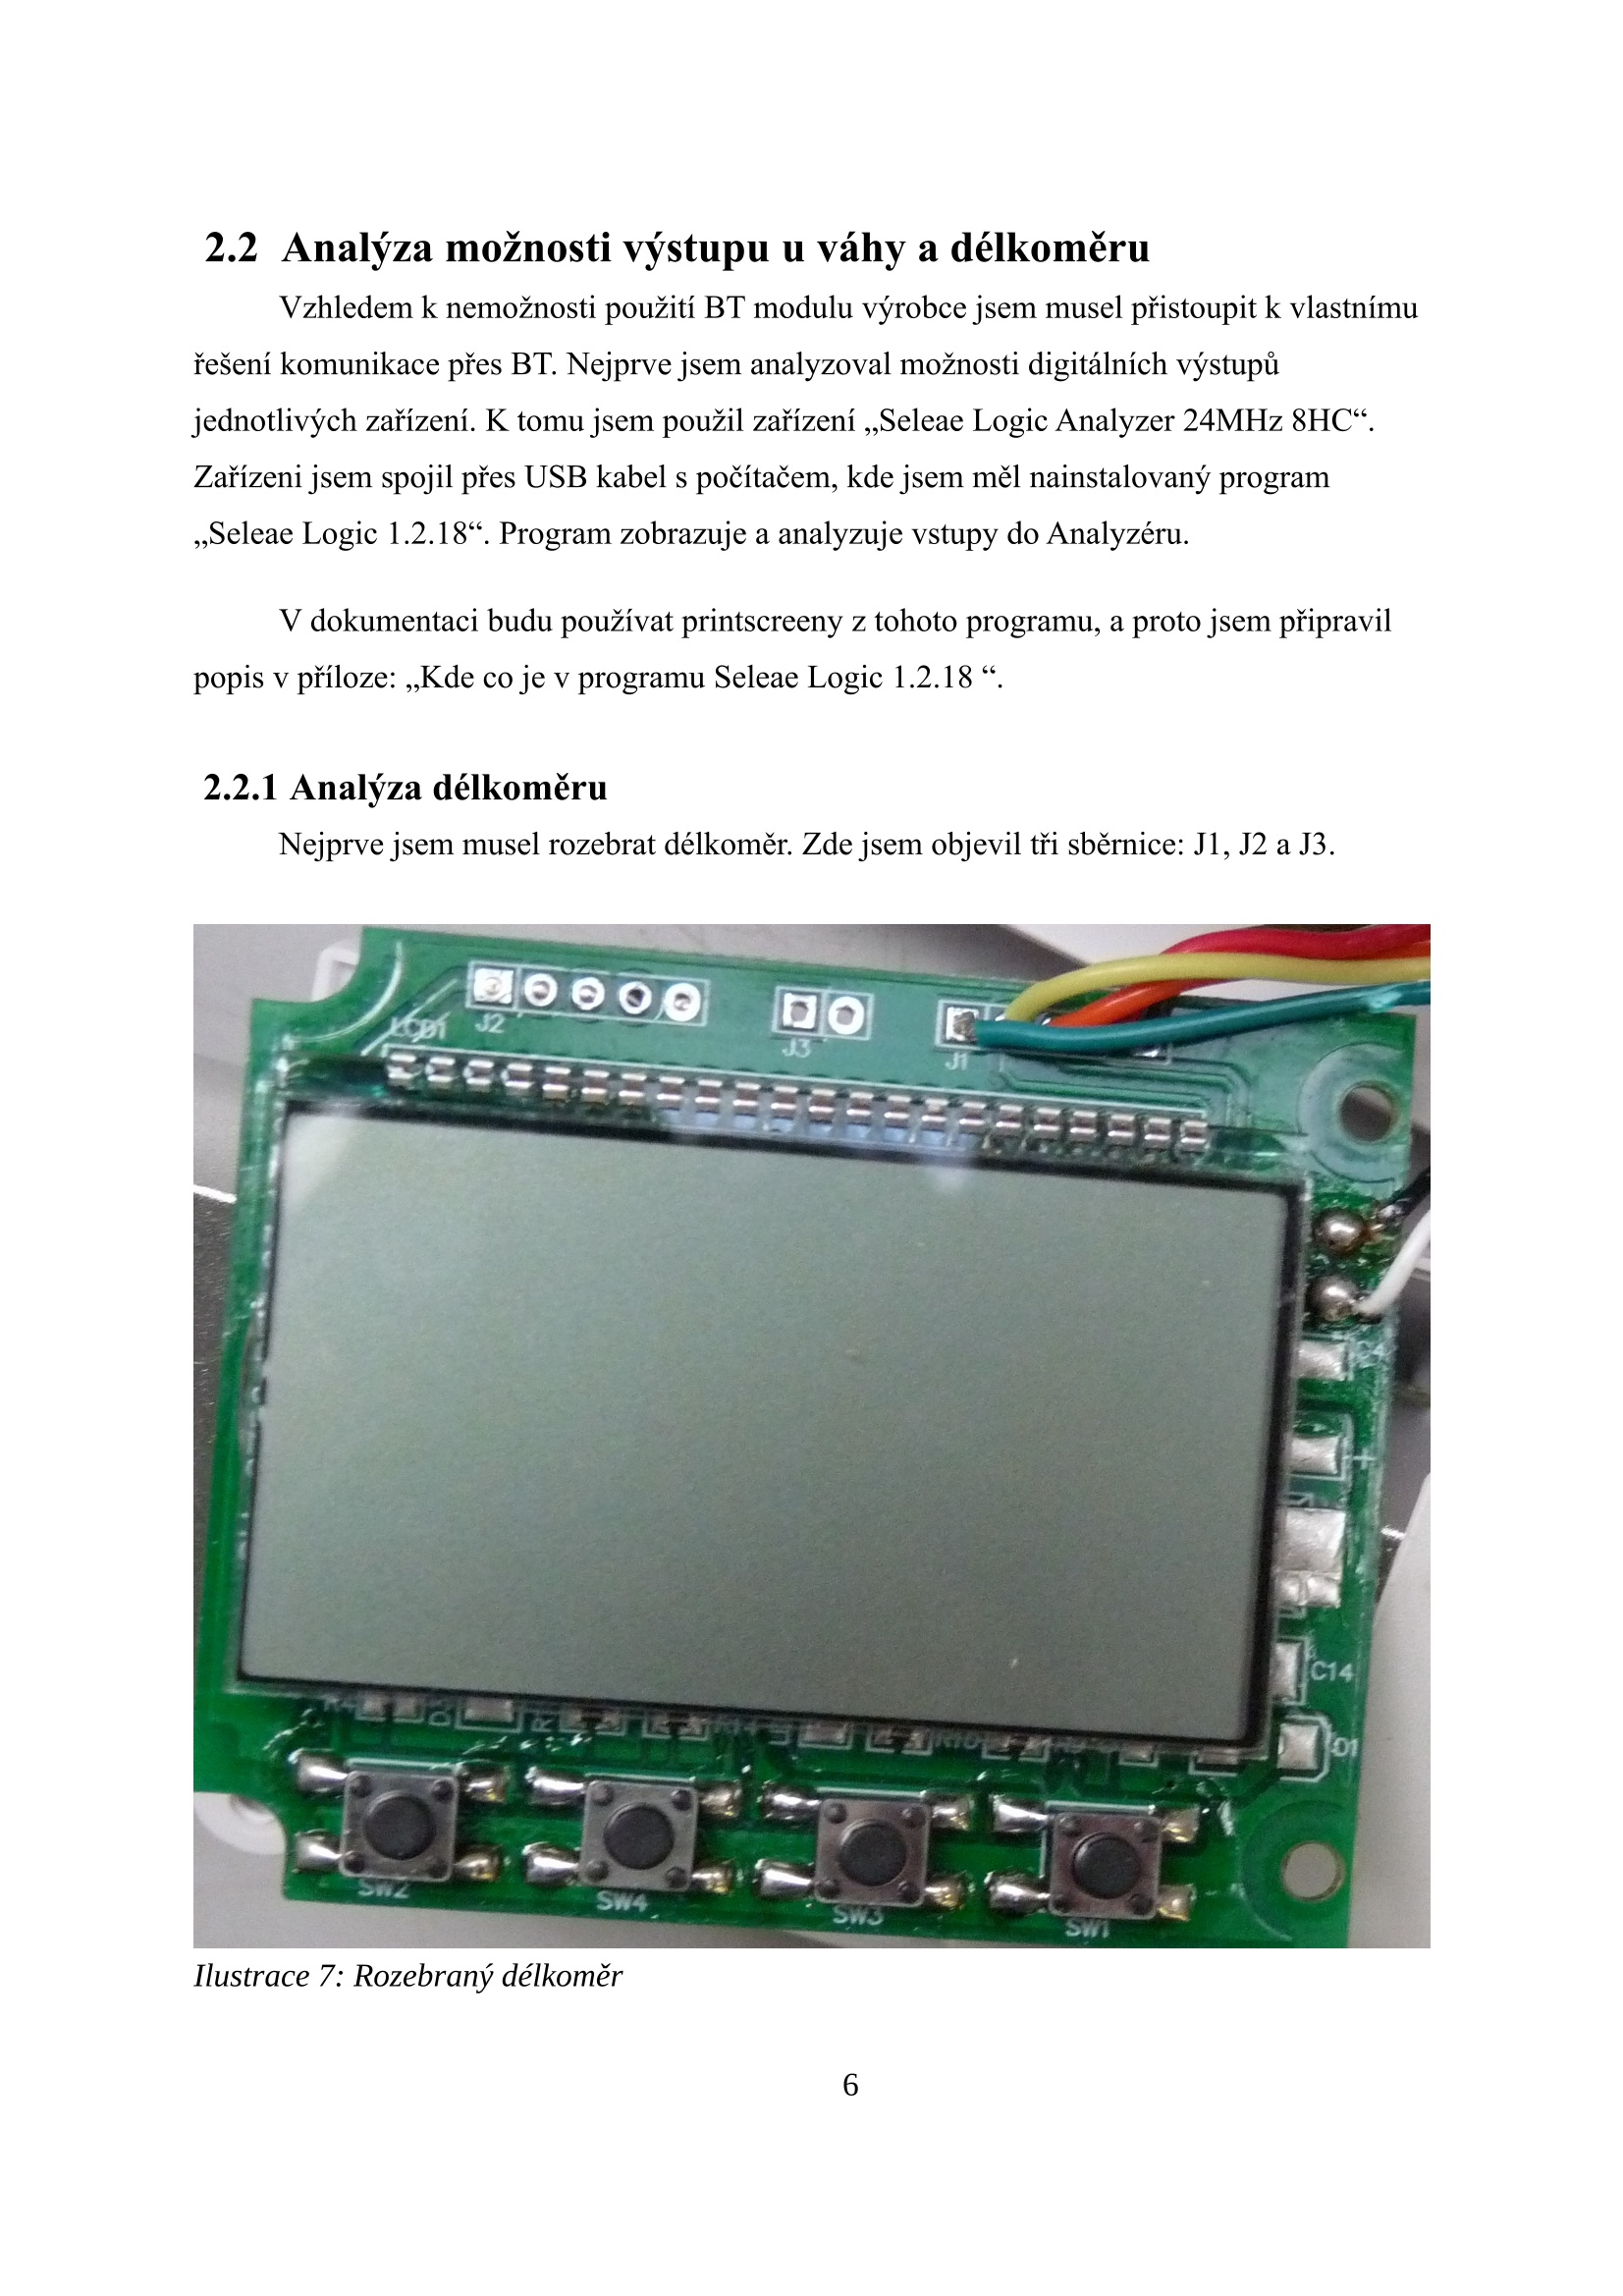 2.2 Analýza možnosti výstupu u váhy a délkoměru
Vzhledem k nemožnosti použití BT modulu výrobce jsem musel přistoupit k vlastnímu
řešení komunikace přes BT. Nejprve jsem analyzoval možnosti digitálních výstupů
jednotlivých zařízení. K tomu jsem použil zařízení „Seleae Logic Analyzer 24MHz 8HC“.
Zařízeni jsem spojil přes USB kabel s počítačem, kde jsem měl nainstalovaný program
„Seleae Logic 1.2.18“. Program zobrazuje a analyzuje vstupy do Analyzéru.
V dokumentaci budu používat printscreeny z tohoto programu, a proto jsem připravil
popis v příloze: „Kde co je v programu Seleae Logic 1.2.18 “.
2.2.1 Analýza délkoměru
Nejprve jsem musel rozebrat délkoměr. Zde jsem objevil tři sběrnice: J1, J2 a J3.
LCD1
J2
J3
J1
C14
D1
SW2
SW4
SW3
SW1
Ilustrace 7: Rozebraný délkoměr
6